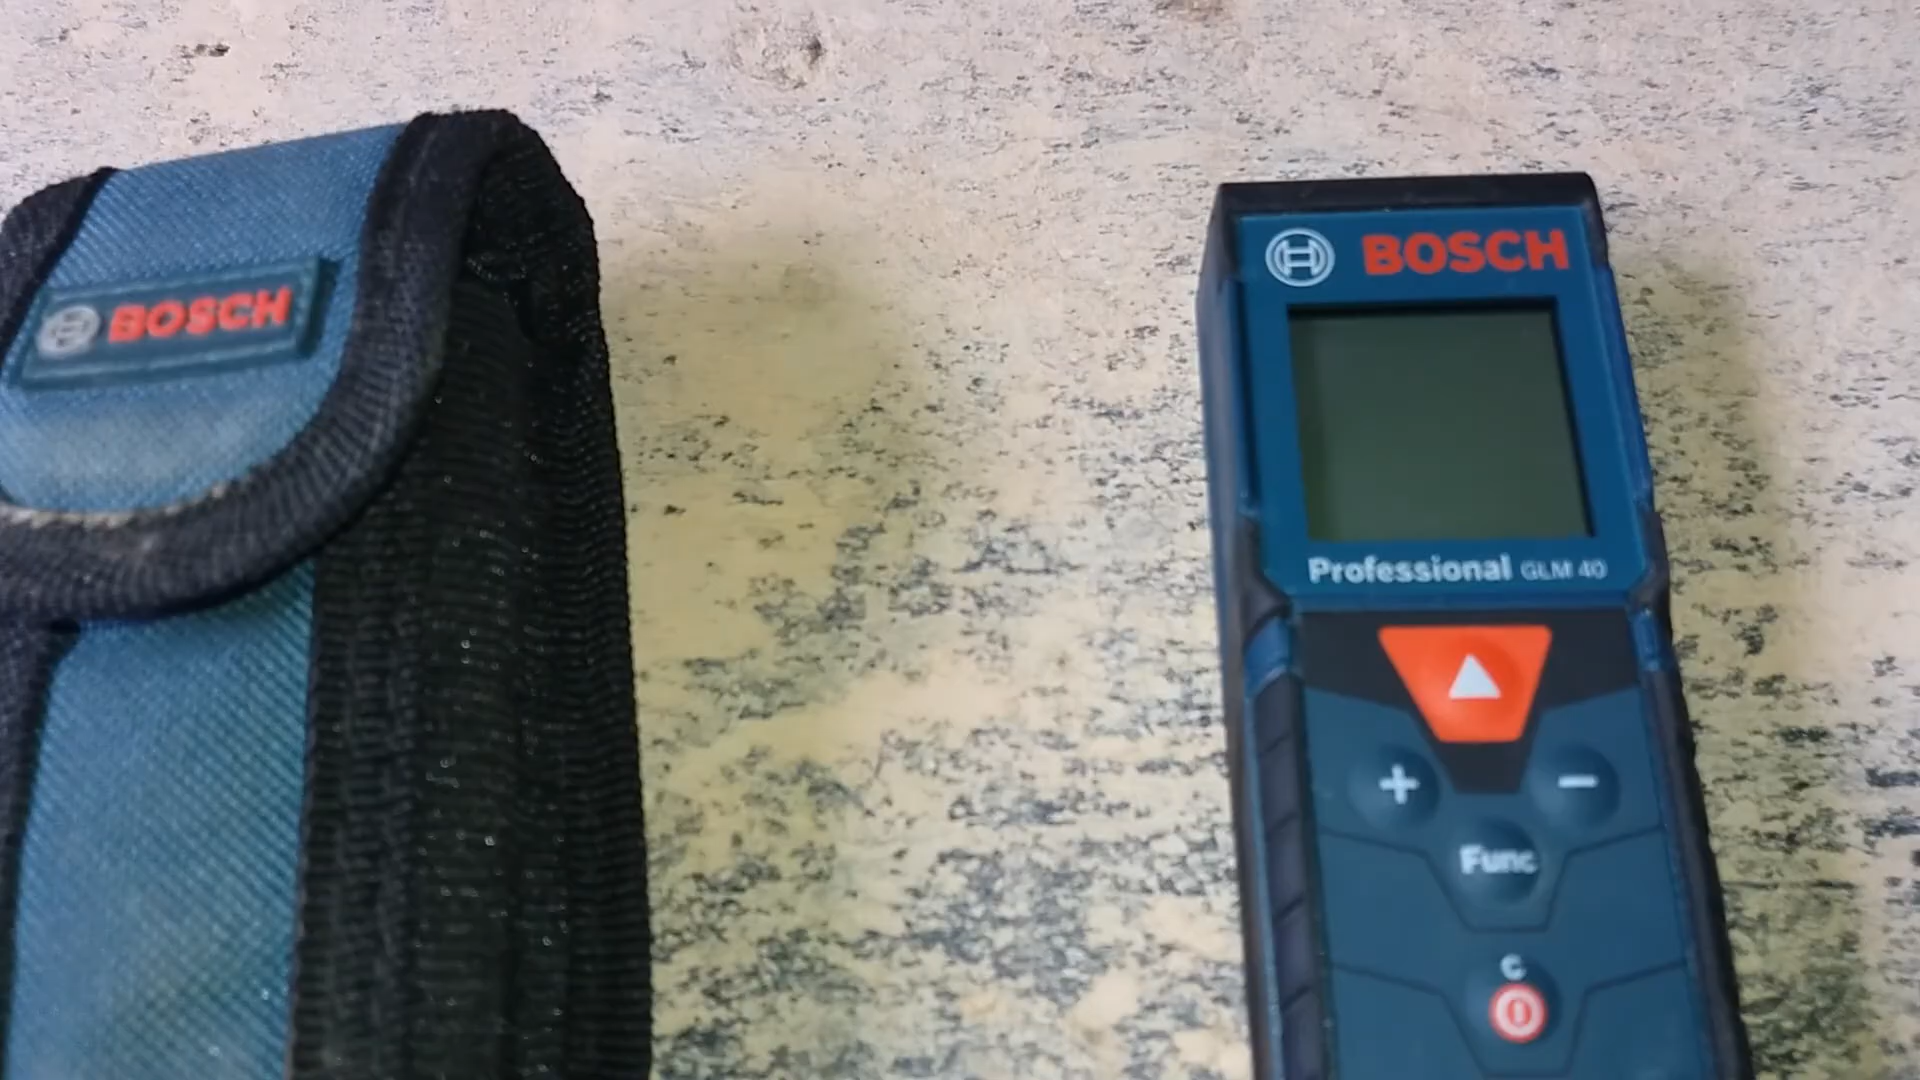 BOSCH
BOSCH
Professional GLM 40
+ −
Func
C